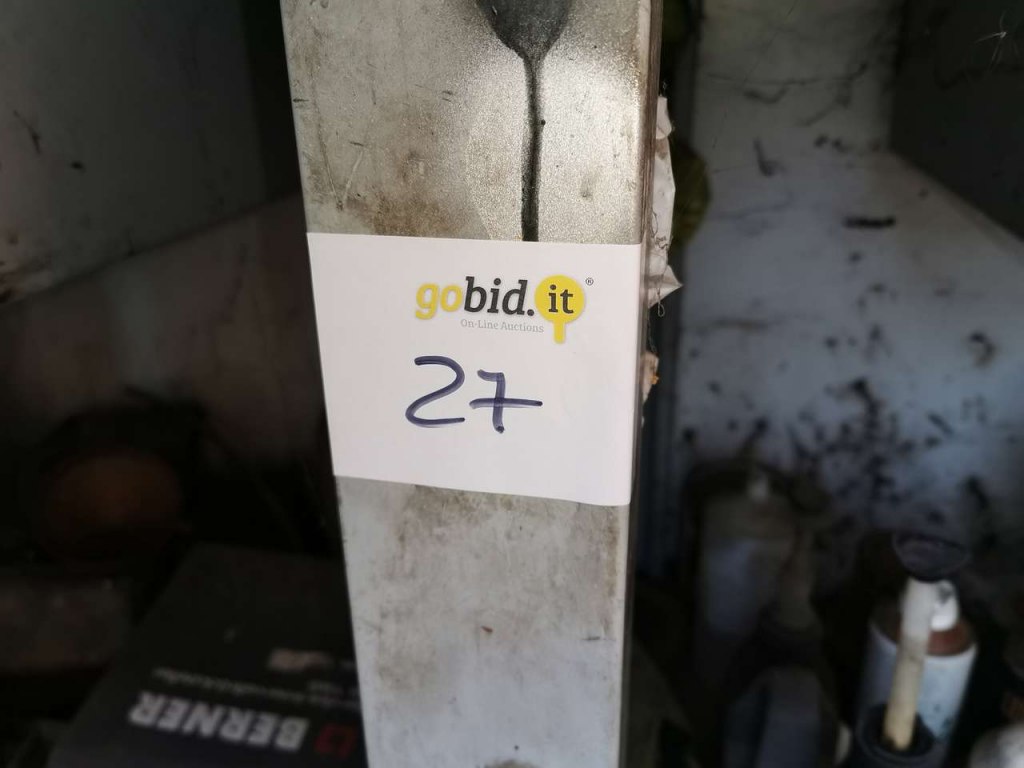 gobid.it®
On-Line Auctions
27
BERNER